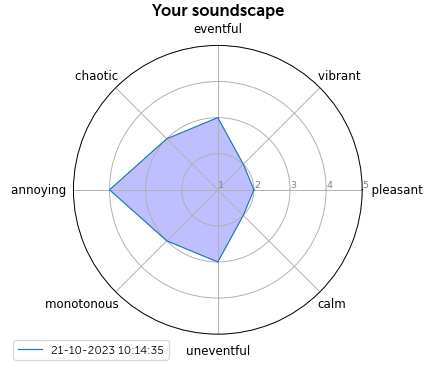 Your soundscape
eventful
chaotic
vibrant
annoying
1 2 3 4 5
pleasant
monotonous
calm
uneventful
21-10-2023 10:14:35